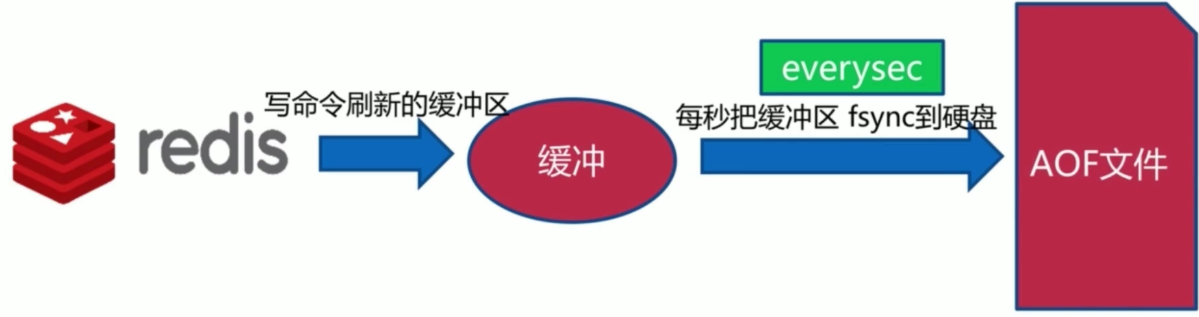 everysec
写命令刷新的缓冲区
每秒把缓冲区 fsync到硬盘
redis
缓冲
AOF文件